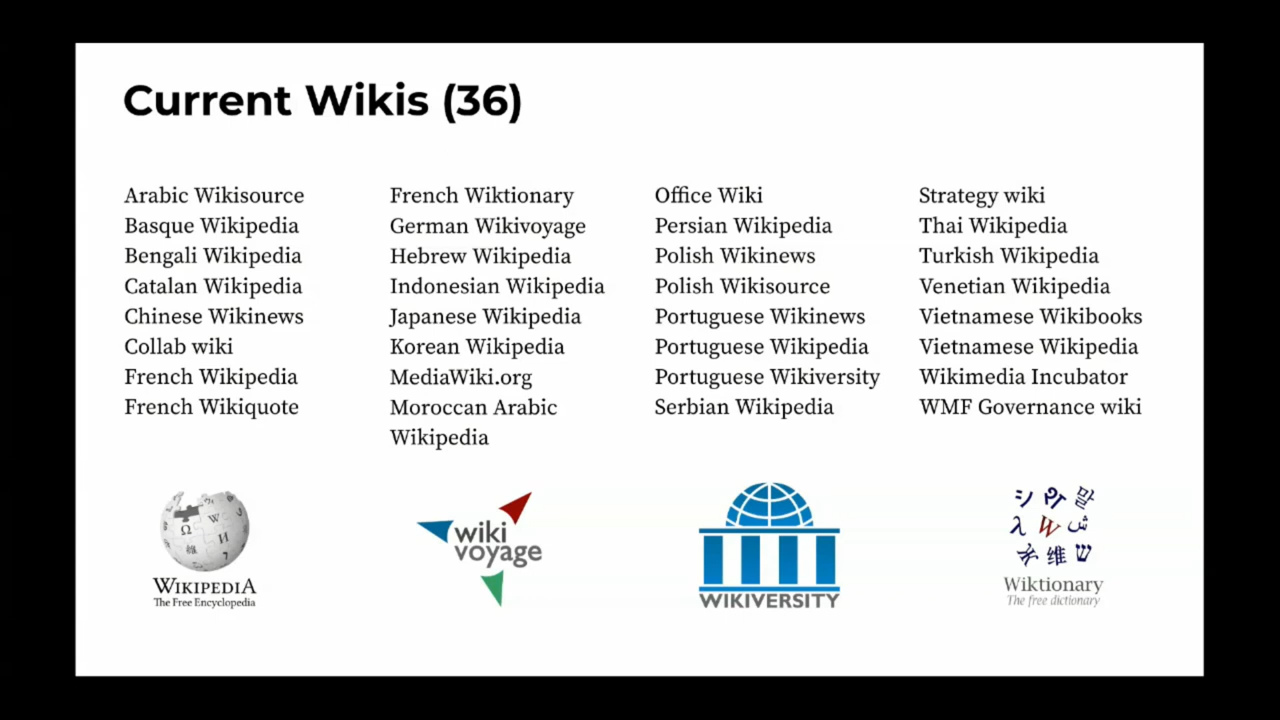 Current Wikis (36)
Arabic Wikisource
Basque Wikipedia
Bengali Wikipedia
Catalan Wikipedia
Chinese Wikinews
Collab wiki
French Wikipedia
French Wikiquote
French Wiktionary
German Wikivoyage
Hebrew Wikipedia
Indonesian Wikipedia
Japanese Wikipedia
Korean Wikipedia
MediaWiki.org
Moroccan Arabic
Wikipedia
Office Wiki
Persian Wikipedia
Polish Wikinews
Polish Wikisource
Portuguese Wikinews
Portuguese Wikipedia
Portuguese Wikiversity
Serbian Wikipedia
Strategy wiki
Thai Wikipedia
Turkish Wikipedia
Venetian Wikipedia
Vietnamese Wikibooks
Vietnamese Wikipedia
Wikimedia Incubator
WMF Governance wiki
Ω W
维 И
WIKIPEDIA
The Free Encyclopedia
wiki
voyage
WIKIVERSITY
シ 말
λ W ش
维 ש
Wiktionary
The free dictionary